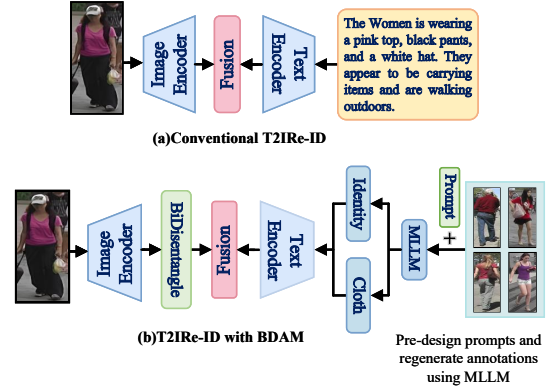 Image
Encoder
Fusion
Text
Encoder
The Women is wearing
a pink top, black pants,
and a white hat. They
appear to be carrying
items and are walking
outdoors.
(a)Conventional T2IRe-ID
Image
Encoder
BiDisentangle
Fusion
Text
Encoder
Identity
Cloth
MLLM
Prompt
+
(b)T2IRe-ID with BDAM
Pre-design prompts and
regenerate annotations
using MLLM